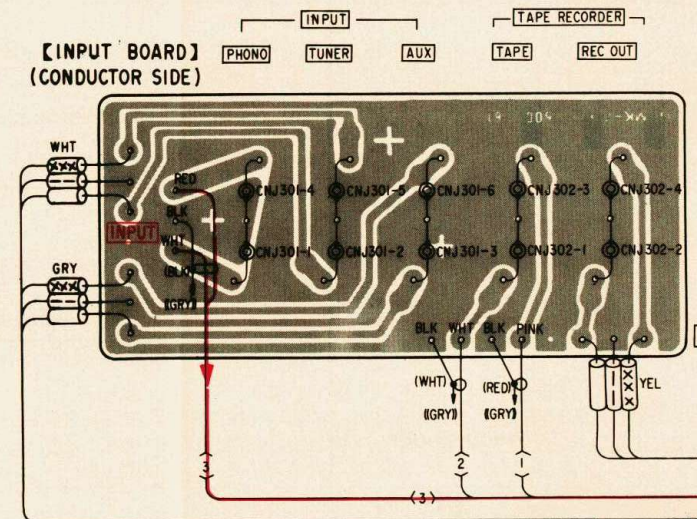 INPUT
TAPE RECORDER
【INPUT BOARD】
(CONDUCTOR SIDE)
PHONO
TUNER
AUX
TAPE
REC OUT
WHT
RED
CNJ301-4
CNJ301-5
CNJ301-6
CNJ302-3
CNJ302-4
BLK
INPUT
WHT
CNJ301-1
CNJ301-2
CNJ301-3
CNJ302-1
CNJ302-2
GRY
(BLK)
((GRY))
BLK WHT BLK PINK
(WHT)
(RED)
YEL
((GRY))
((GRY))
3
2
1
(3)